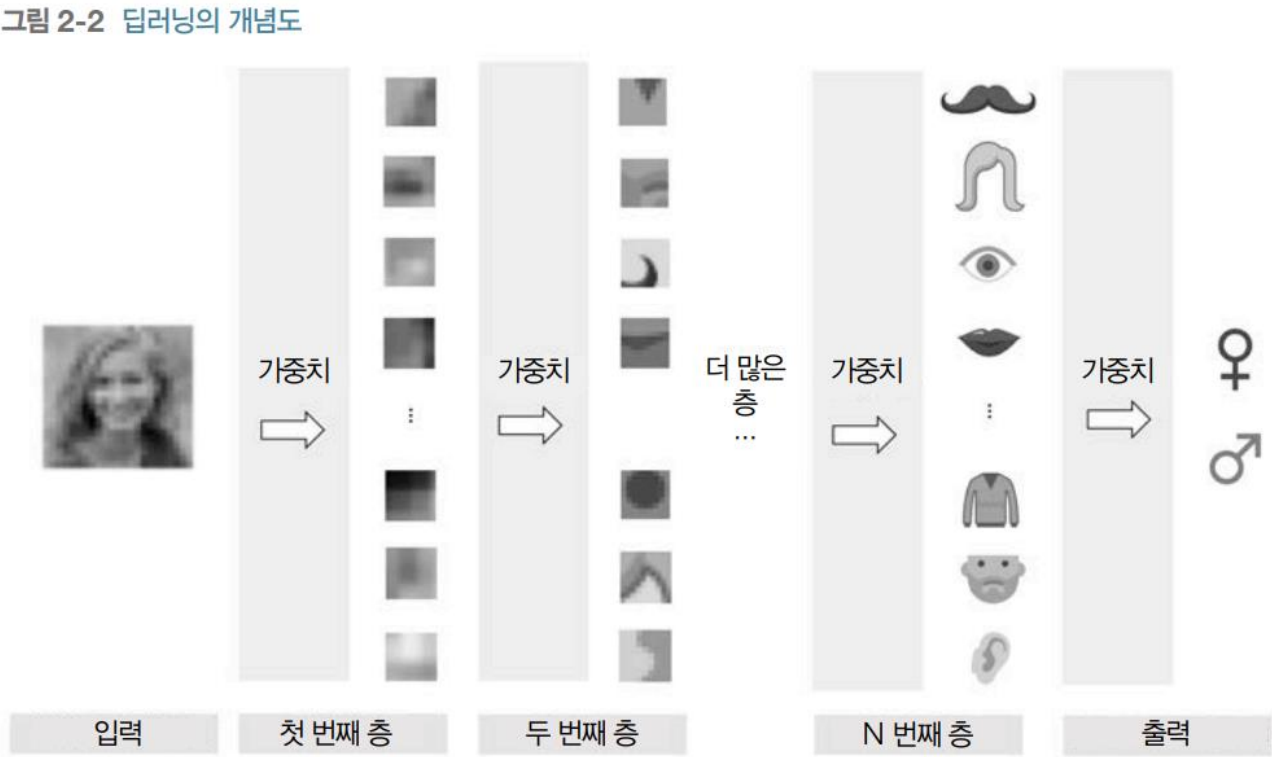 그림 2-2 딥러닝의 개념도
가중치
가중치
더 많은
층
...
가중치
가중치
입력
첫 번째 층
두 번째 층
N 번째 층
출력